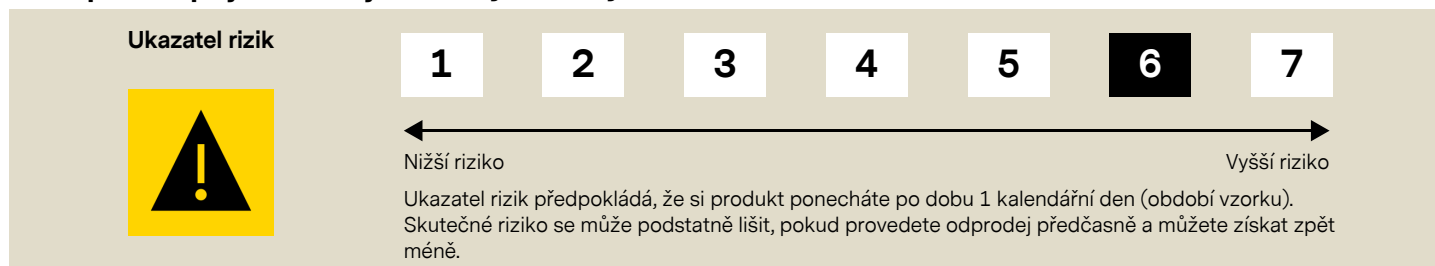 Ukazatel rizik
1 2 3 4 5 6 7
Nižší riziko Vyšší riziko
Ukazatel rizik předpokládá, že si produkt ponecháte po dobu 1 kalendářní den (období vzorku).
Skutečné riziko se může podstatně lišit, pokud provedete odprodej předčasně a můžete získat zpět
méně.